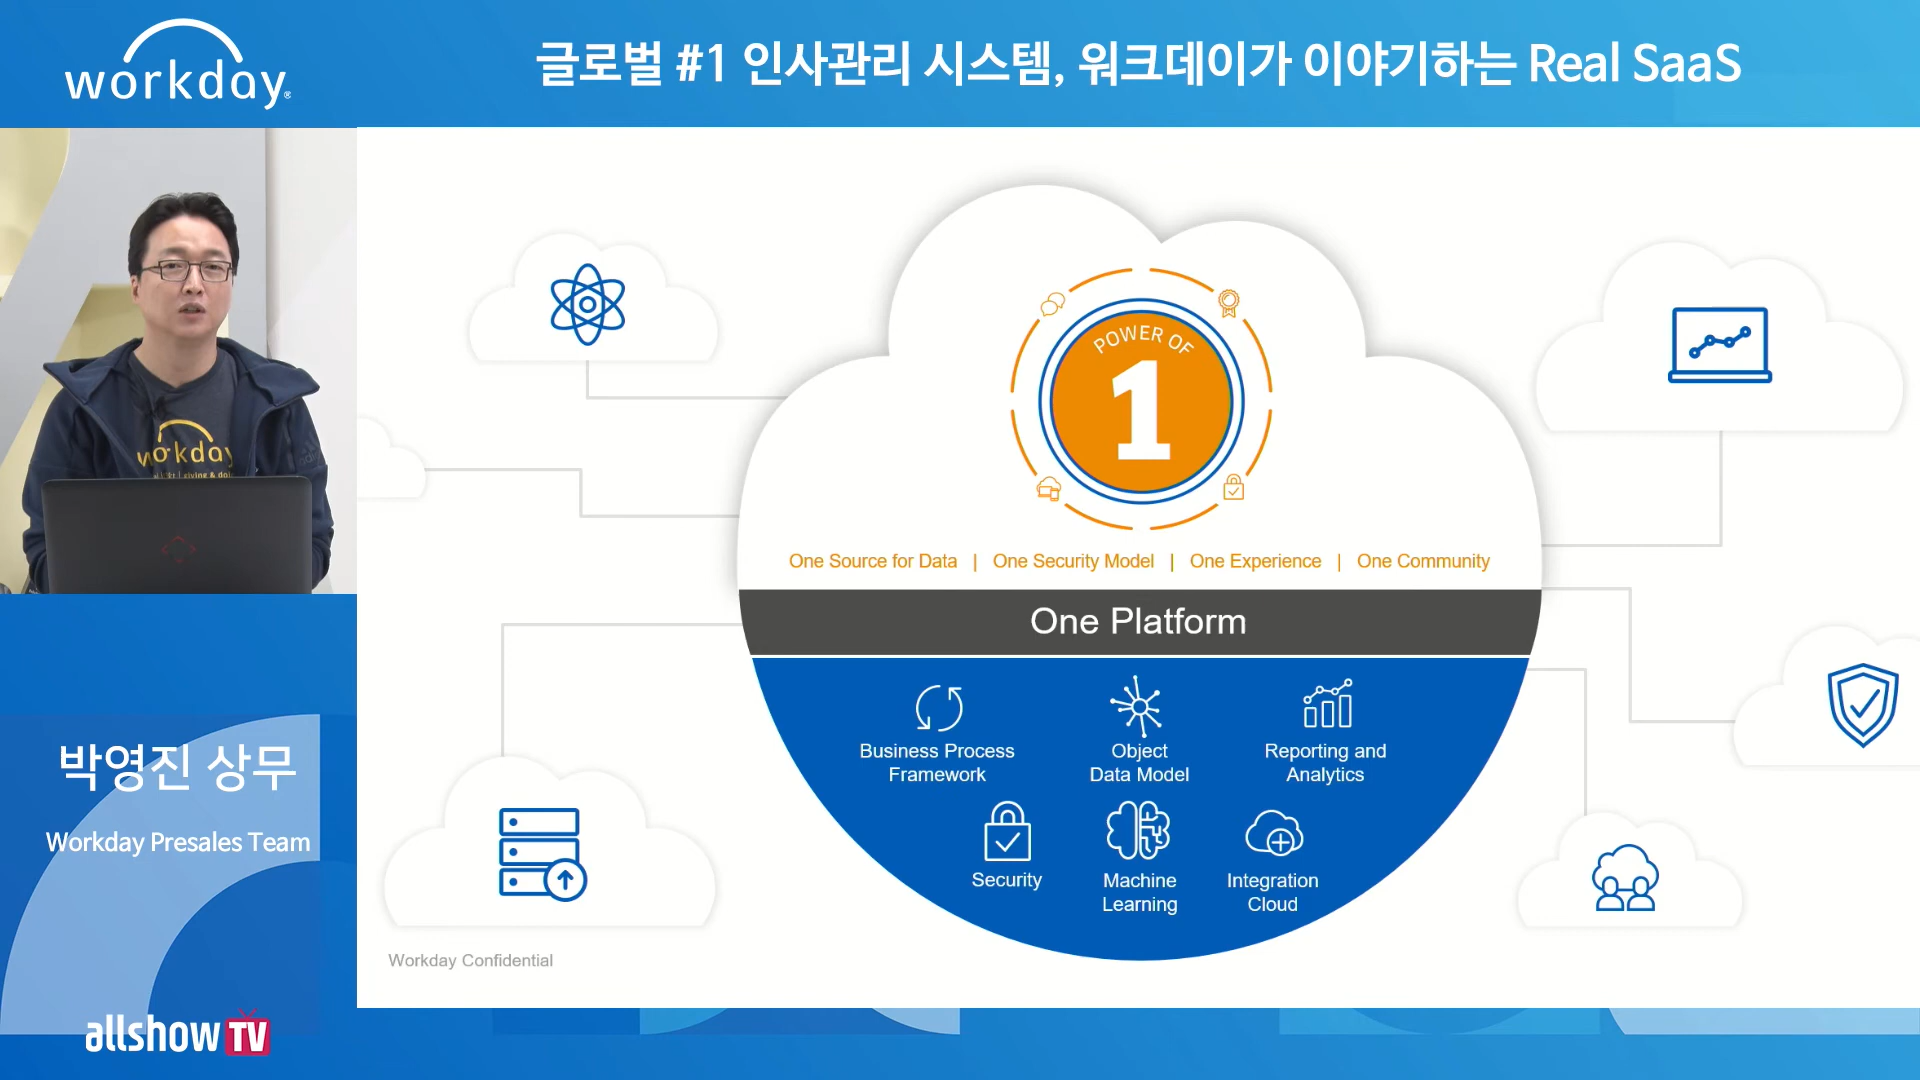 workday®
글로벌 #1 인사관리 시스템, 워크데이가 이야기하는 Real SaaS
workday
POWER OF
1
One Source for Data | One Security Model | One Experience | One Community
One Platform
Business Process
Framework
Object
Data Model
Reporting and
Analytics
Security
Machine
Learning
Integration
Cloud
Workday Confidential
박영진 상무
Workday Presales Team
allshow TV